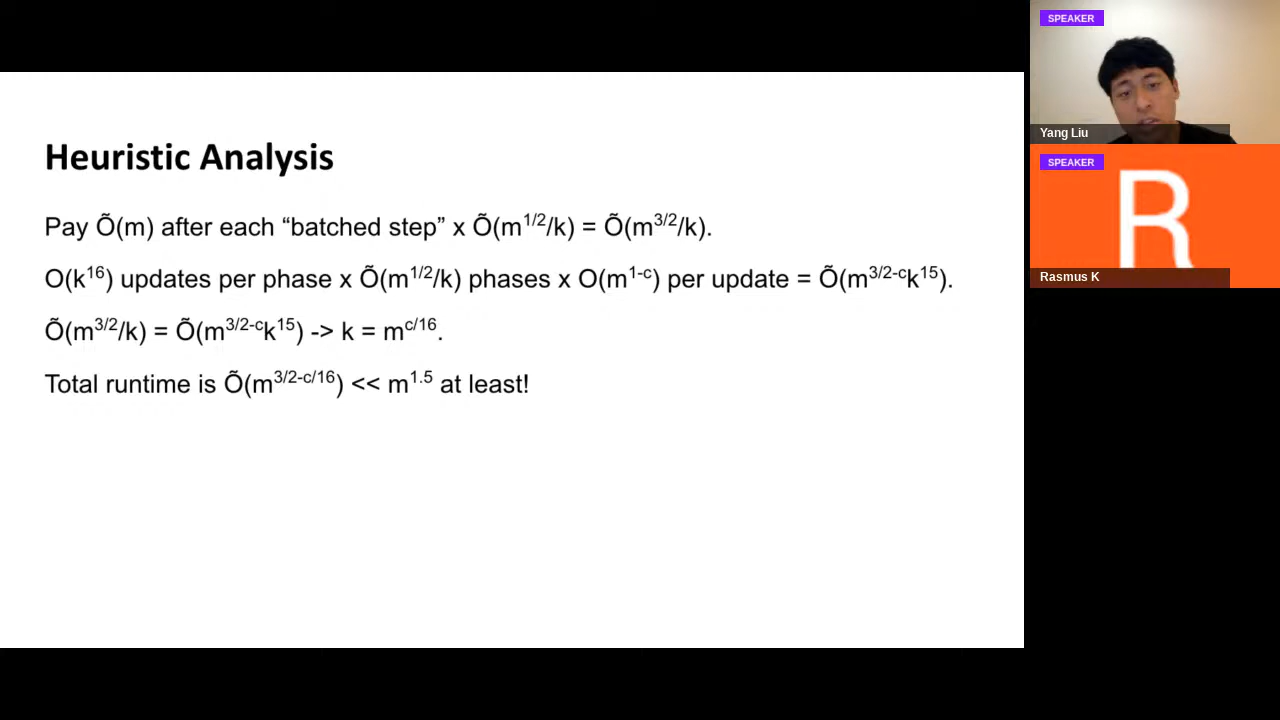 Heuristic Analysis
Pay Õ(m) after each “batched step” x Õ(m^1/2/k) = Õ(m^3/2/k).
O(k^16) updates per phase x Õ(m^1/2/k) phases x O(m^1-c) per update = Õ(m^3/2-c k^15).
Õ(m^3/2/k) = Õ(m^3/2-c k^15) -> k = m^c/16.
Total runtime is Õ(m^3/2-c/16) << m^1.5 at least!
SPEAKER
Yang Liu
SPEAKER
R
Rasmus K